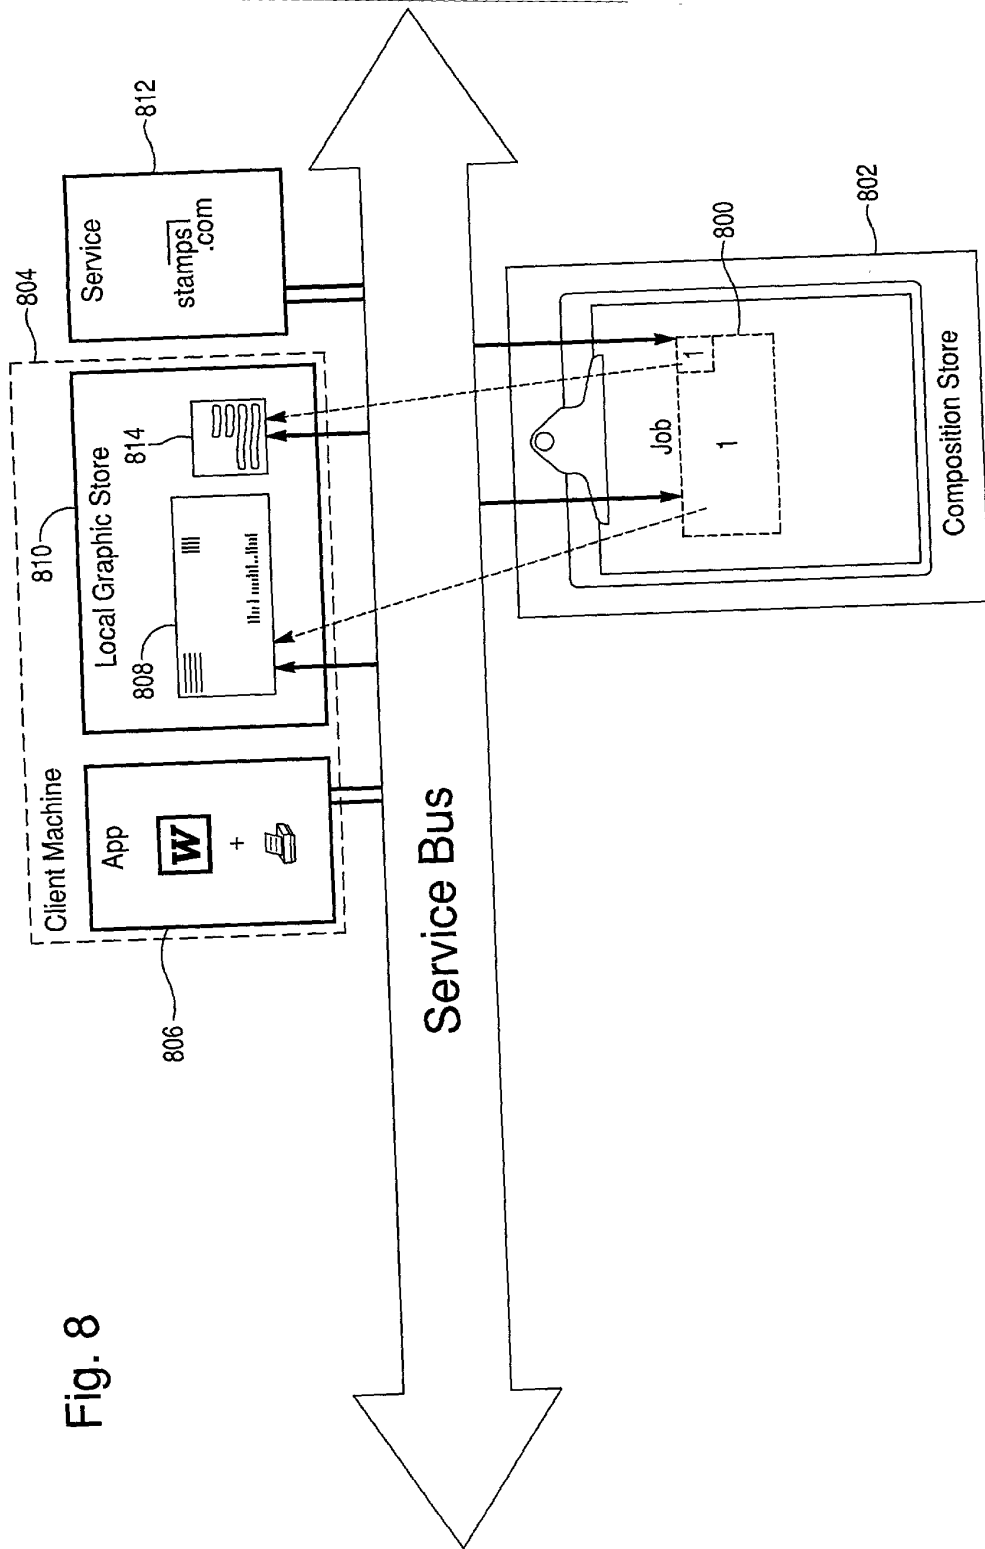 Fig. 8
Client Machine
804
806
App
W
+
810
Local Graphic Store
808
814
812
Service
stamps
.com
Service Bus
Job
1
1
800
802
Composition Store